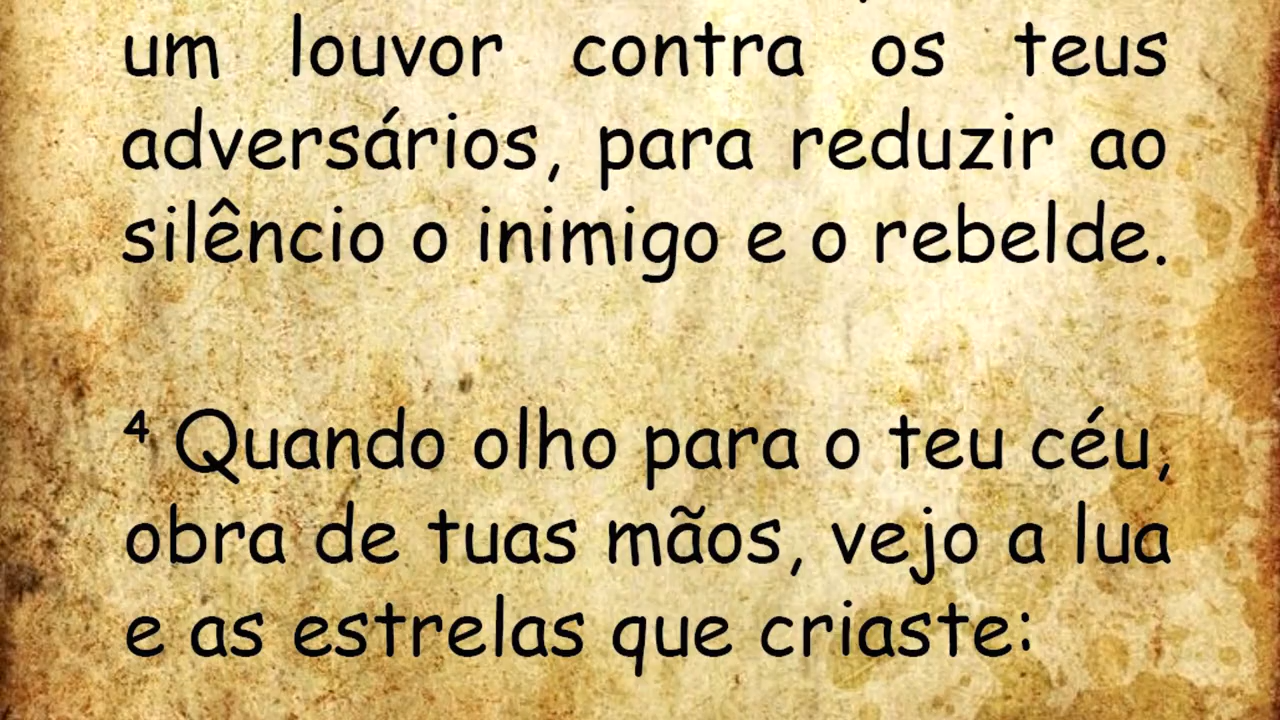 um louvor contra os teus
adversários, para reduzir ao
silêncio o inimigo e o rebelde.
⁴ Quando olho para o teu céu,
obra de tuas mãos, vejo a lua
e as estrelas que criaste: